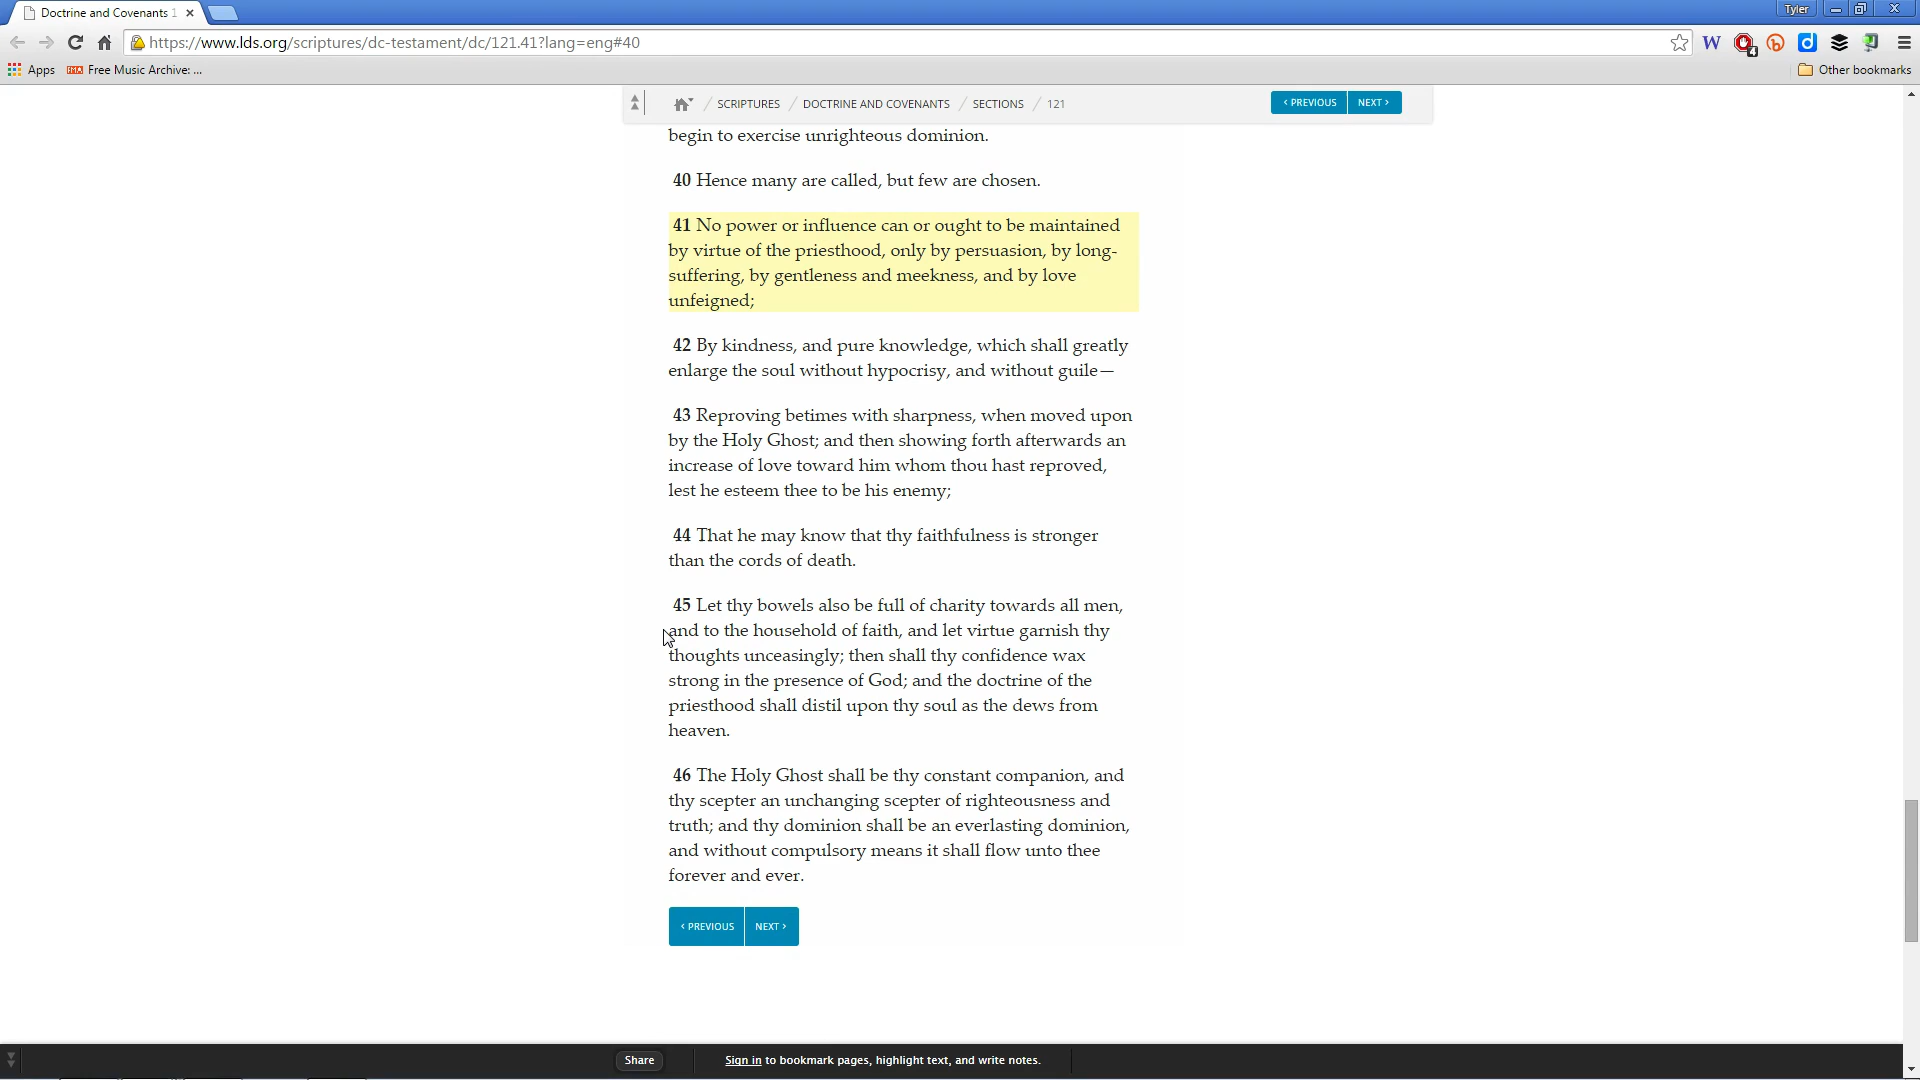 Doctrine and Covenants 1
Tyler
https://www.lds.org/scriptures/dc-testament/dc/121.41?lang=eng#40
W
4
b
d
Apps
FMA
Free Music Archive: ...
Other bookmarks
/ SCRIPTURES / DOCTRINE AND COVENANTS / SECTIONS / 121
‹ PREVIOUS
NEXT ›
begin to exercise unrighteous dominion.
40 Hence many are called, but few are chosen.
41 No power or influence can or ought to be maintained
by virtue of the priesthood, only by persuasion, by long-
suffering, by gentleness and meekness, and by love
unfeigned;
42 By kindness, and pure knowledge, which shall greatly
enlarge the soul without hypocrisy, and without guile—
43 Reproving betimes with sharpness, when moved upon
by the Holy Ghost; and then showing forth afterwards an
increase of love toward him whom thou hast reproved,
lest he esteem thee to be his enemy;
44 That he may know that thy faithfulness is stronger
than the cords of death.
45 Let thy bowels also be full of charity towards all men,
and to the household of faith, and let virtue garnish thy
thoughts unceasingly; then shall thy confidence wax
strong in the presence of God; and the doctrine of the
priesthood shall distil upon thy soul as the dews from
heaven.
46 The Holy Ghost shall be thy constant companion, and
thy scepter an unchanging scepter of righteousness and
truth; and thy dominion shall be an everlasting dominion,
and without compulsory means it shall flow unto thee
forever and ever.
‹ PREVIOUS
NEXT ›
Share
Sign in to bookmark pages, highlight text, and write notes.